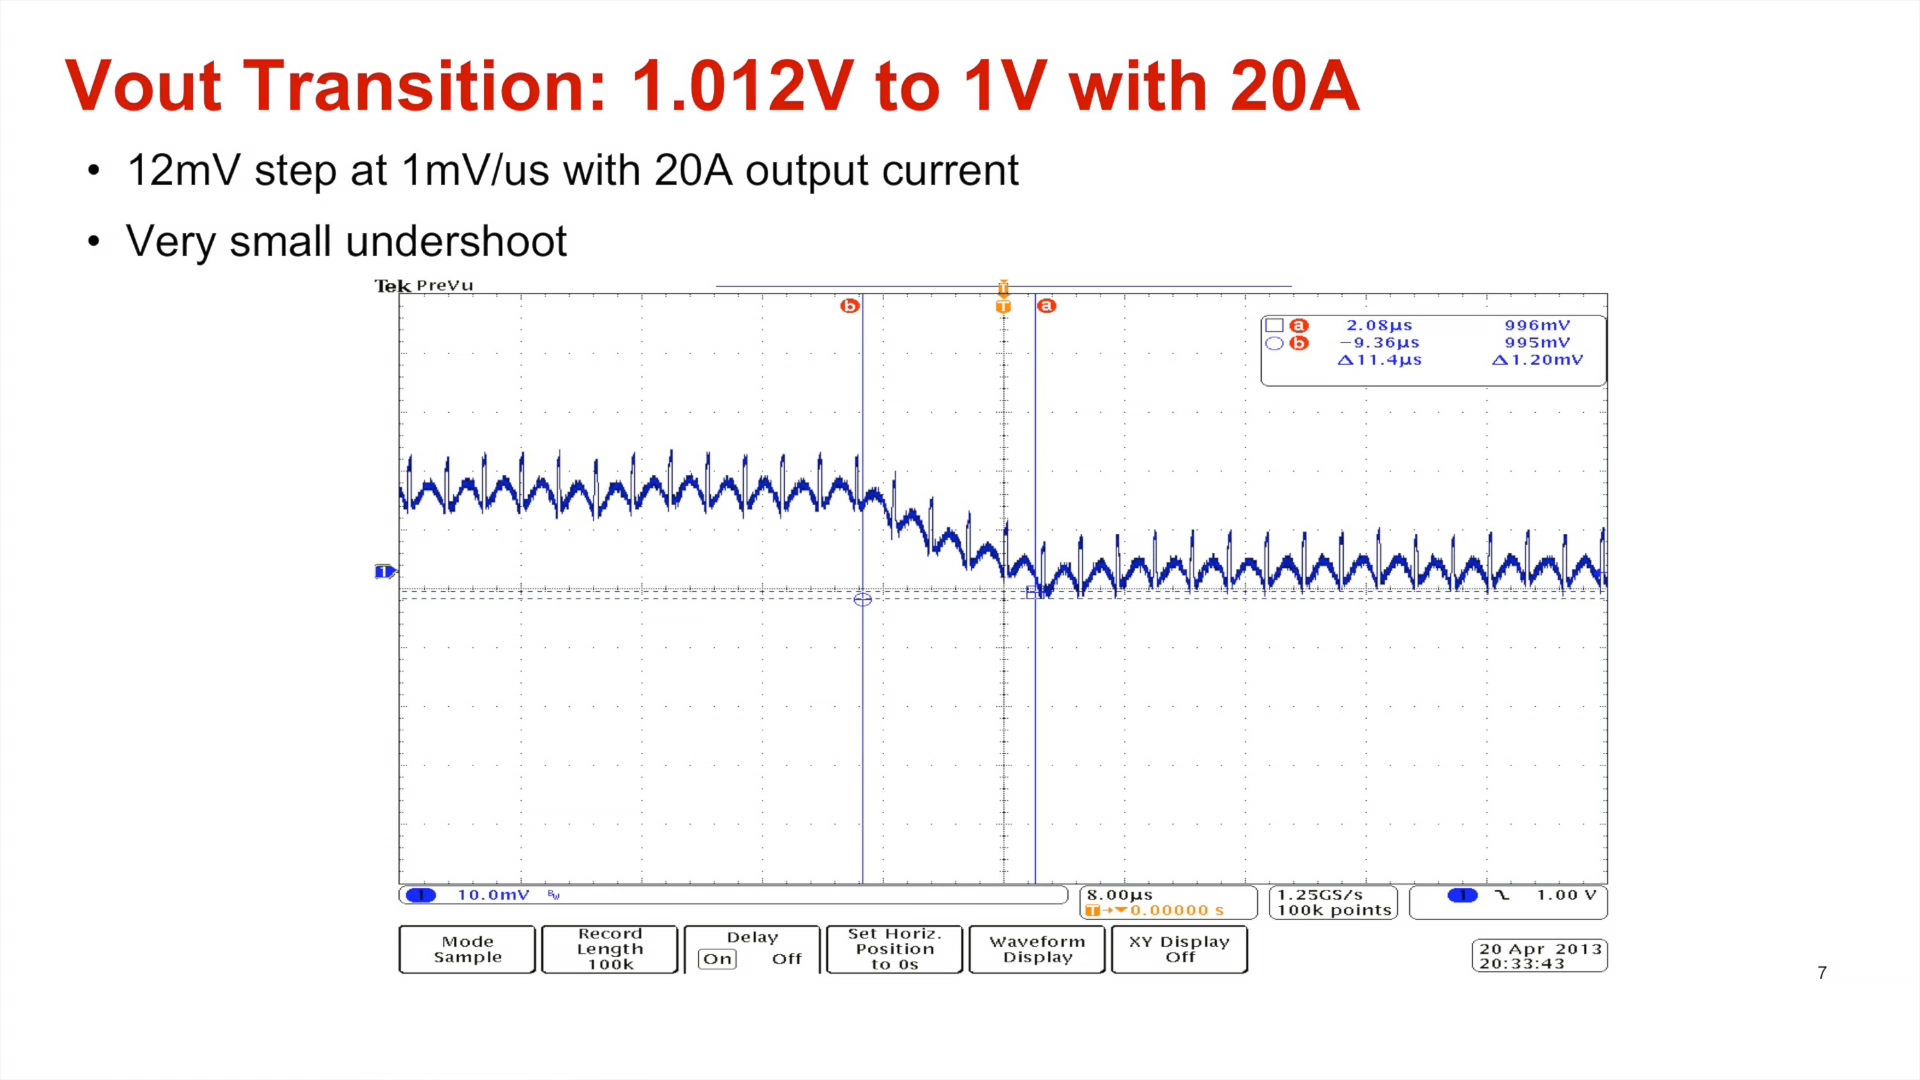 Vout Transition: 1.012V to 1V with 20A
• 12mV step at 1mV/us with 20A output current
• Very small undershoot
Tek PreVu
T
b T a
a 2.08µs 996mV
b −9.36µs 995mV
Δ11.4µs Δ1.20mV
1
1 10.0mV BW
8.00µs
T→▼0.00000 s
1.25GS/s
100k points
1 1.00 V
Mode
Sample
Record
Length
100k
Delay
On Off
Set Horiz.
Position
to 0s
Waveform
Display
XY Display
Off
20 Apr 2013
20:33:43
7